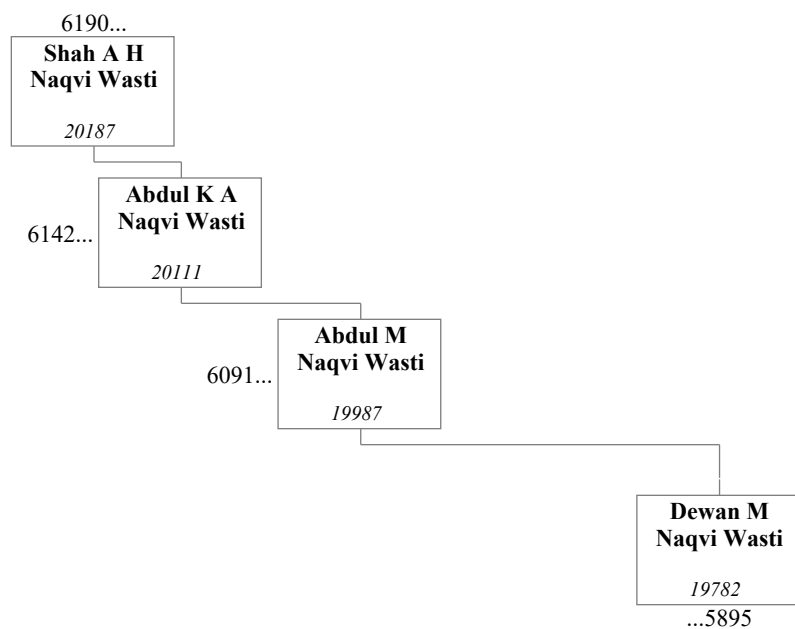 6190...
Shah A H
Naqvi Wasti
20187
Abdul K A
Naqvi Wasti
6142...
20111
Abdul M
Naqvi Wasti
6091...
19987
Dewan M
Naqvi Wasti
19782
...5895